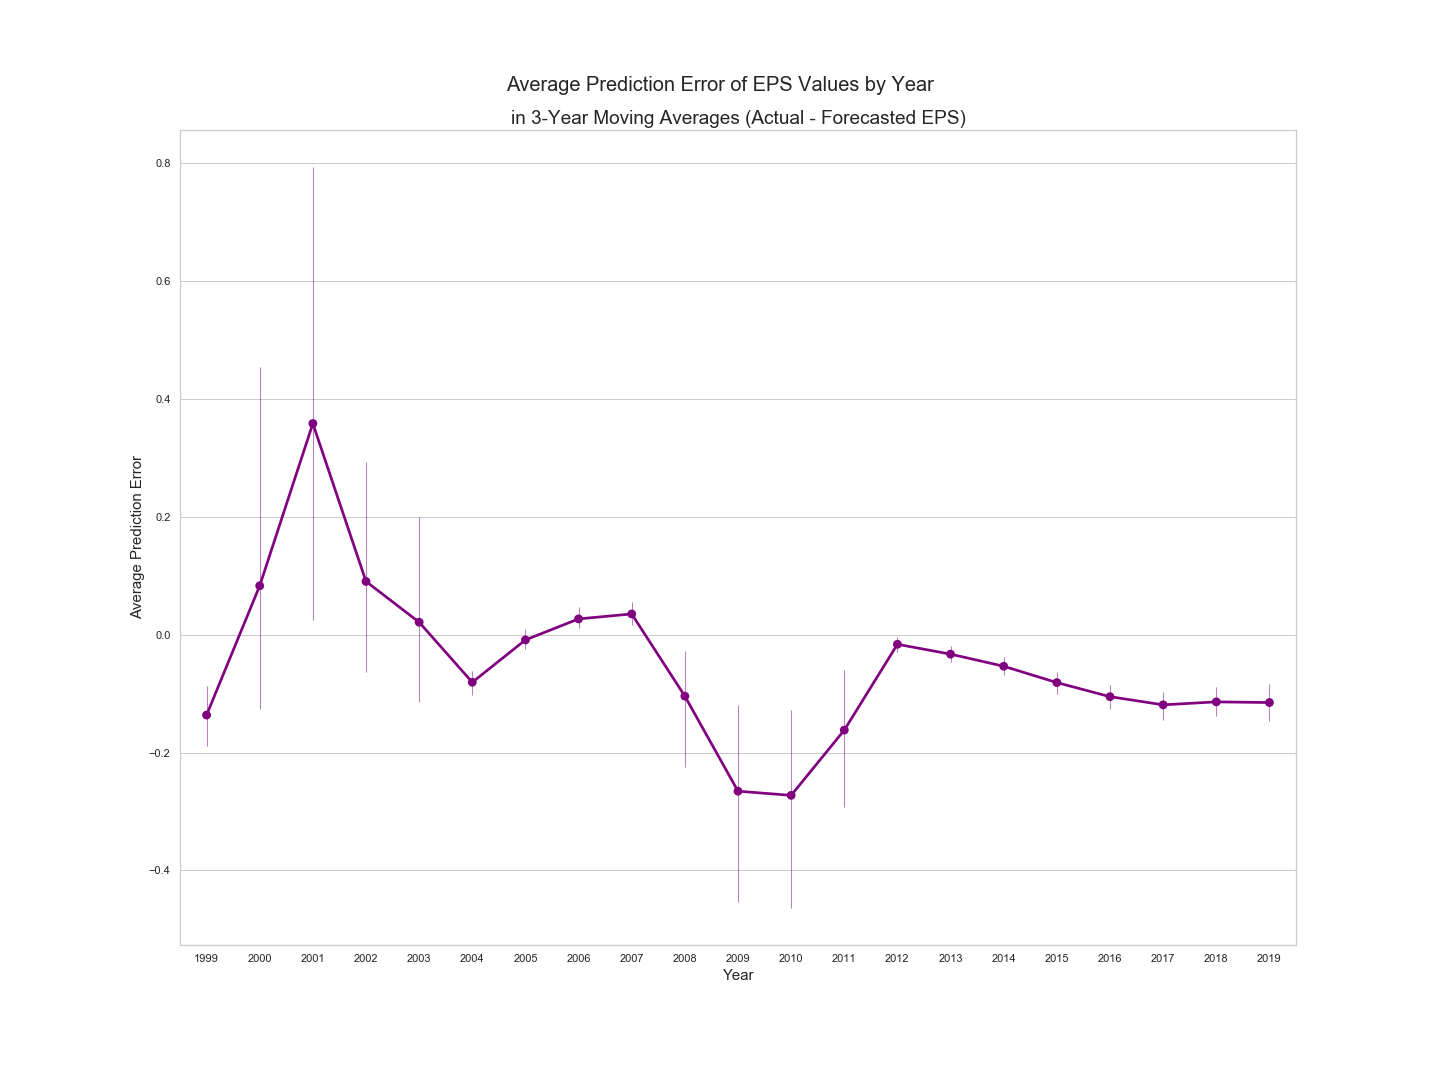 Average Prediction Error of EPS Values by Year
in 3-Year Moving Averages (Actual - Forecasted EPS)
0.8
0.6
0.4
0.2
0.0
−0.2
−0.4
Average Prediction Error
1999 2000 2001 2002 2003 2004 2005 2006 2007 2008 2009 2010 2011 2012 2013 2014 2015 2016 2017 2018 2019
Year